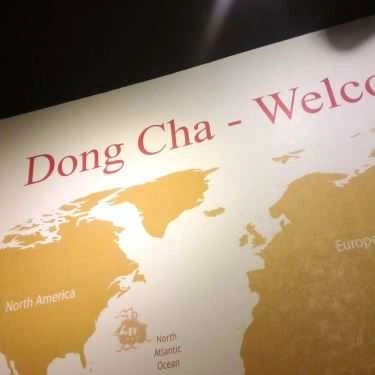 Dong Cha - Welco
North America
Europe
North
Atlantic
Ocean